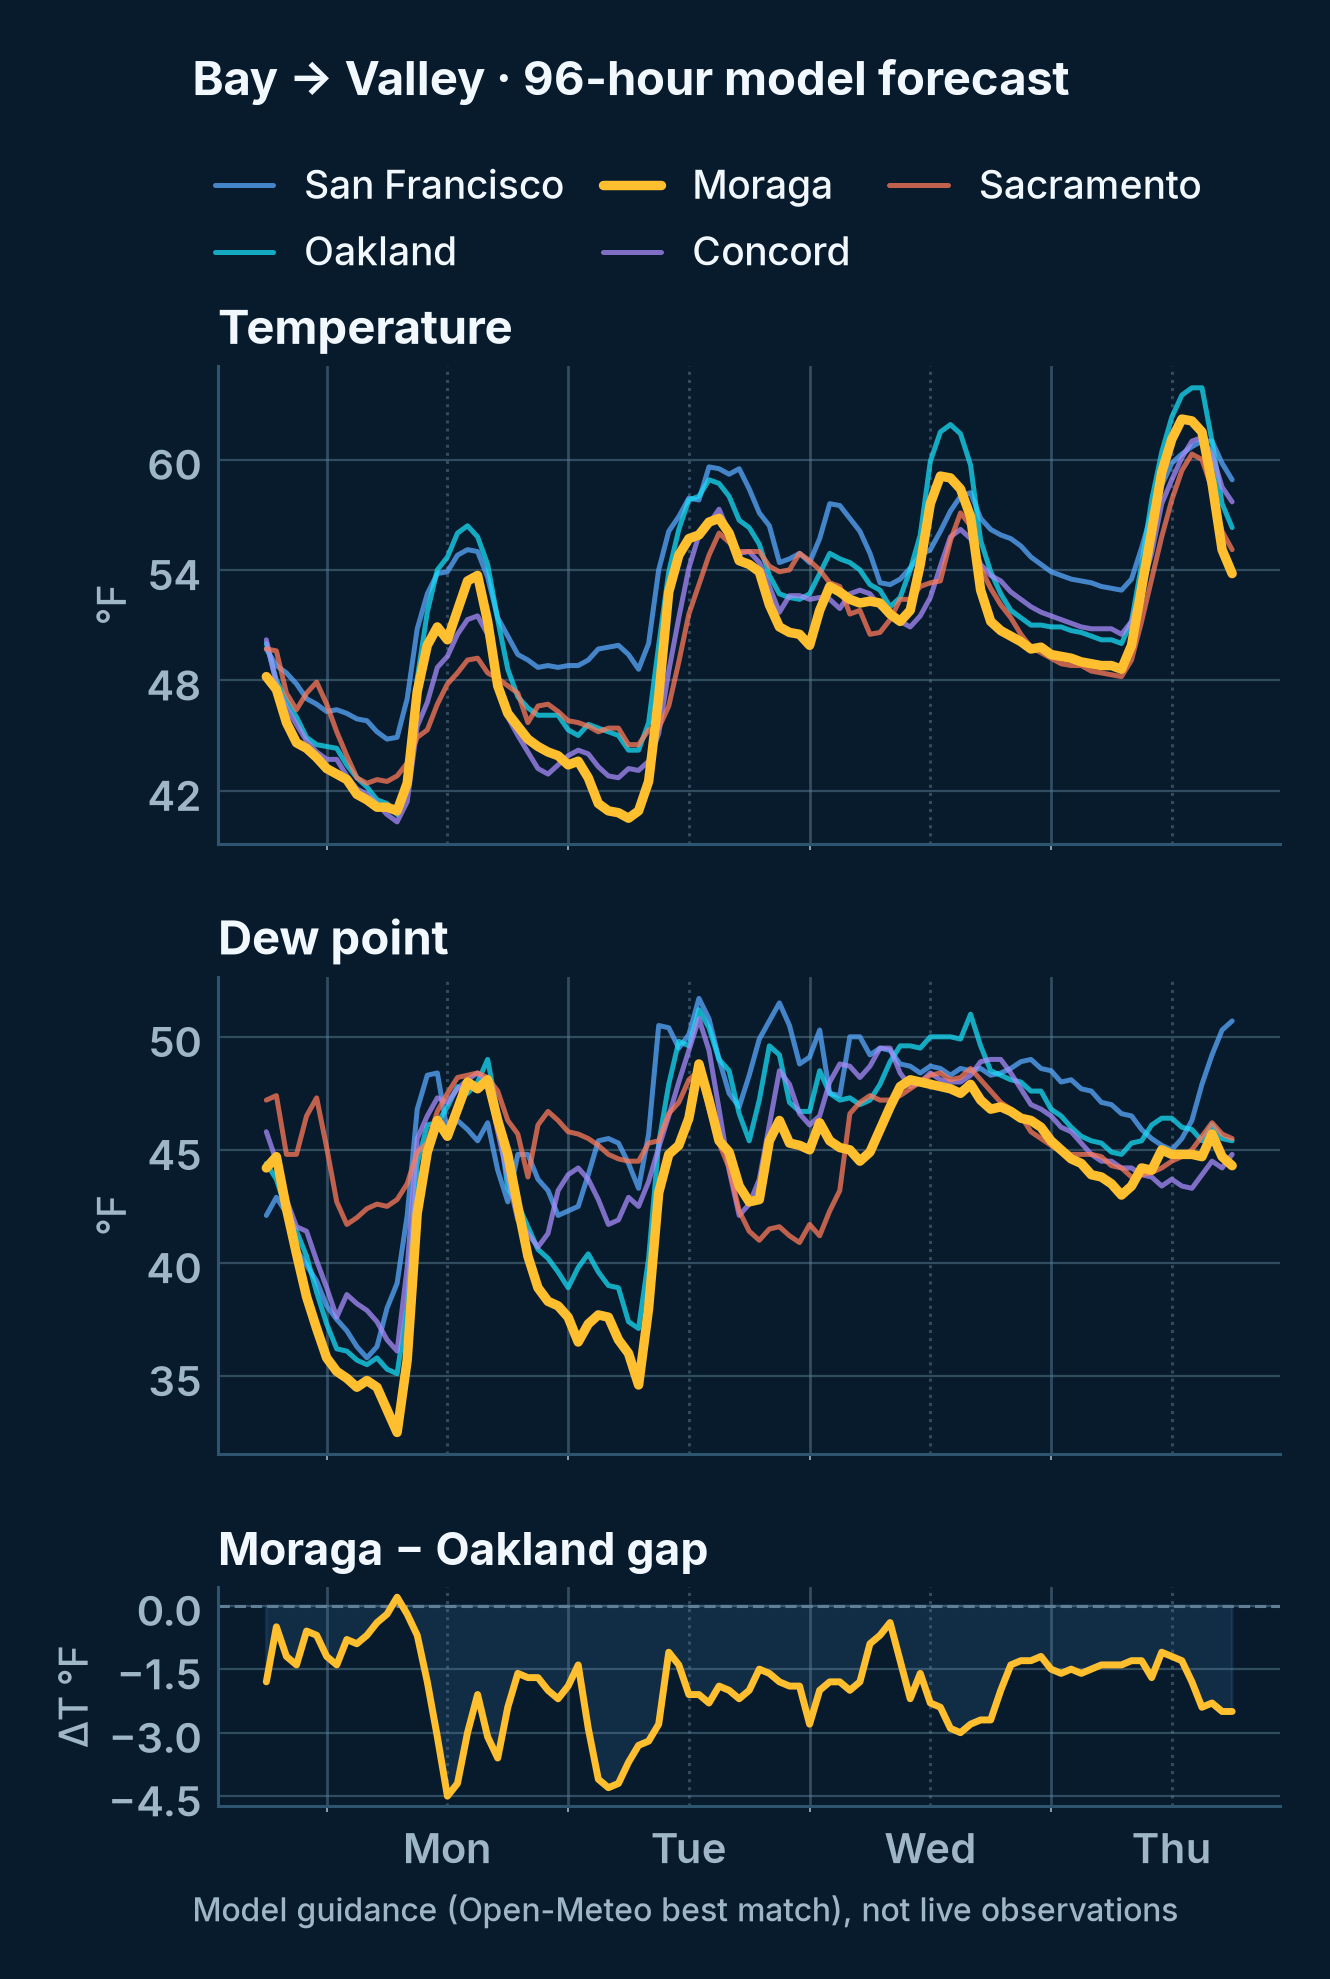 Bay → Valley · 96-hour model forecast
San Francisco Moraga Sacramento
Oakland Concord
Temperature
60
54
48
42
°F
Dew point
50
45
40
35
°F
Moraga − Oakland gap
0.0
−1.5
−3.0
−4.5
ΔT °F
Mon Tue Wed Thu
Model guidance (Open-Meteo best match), not live observations